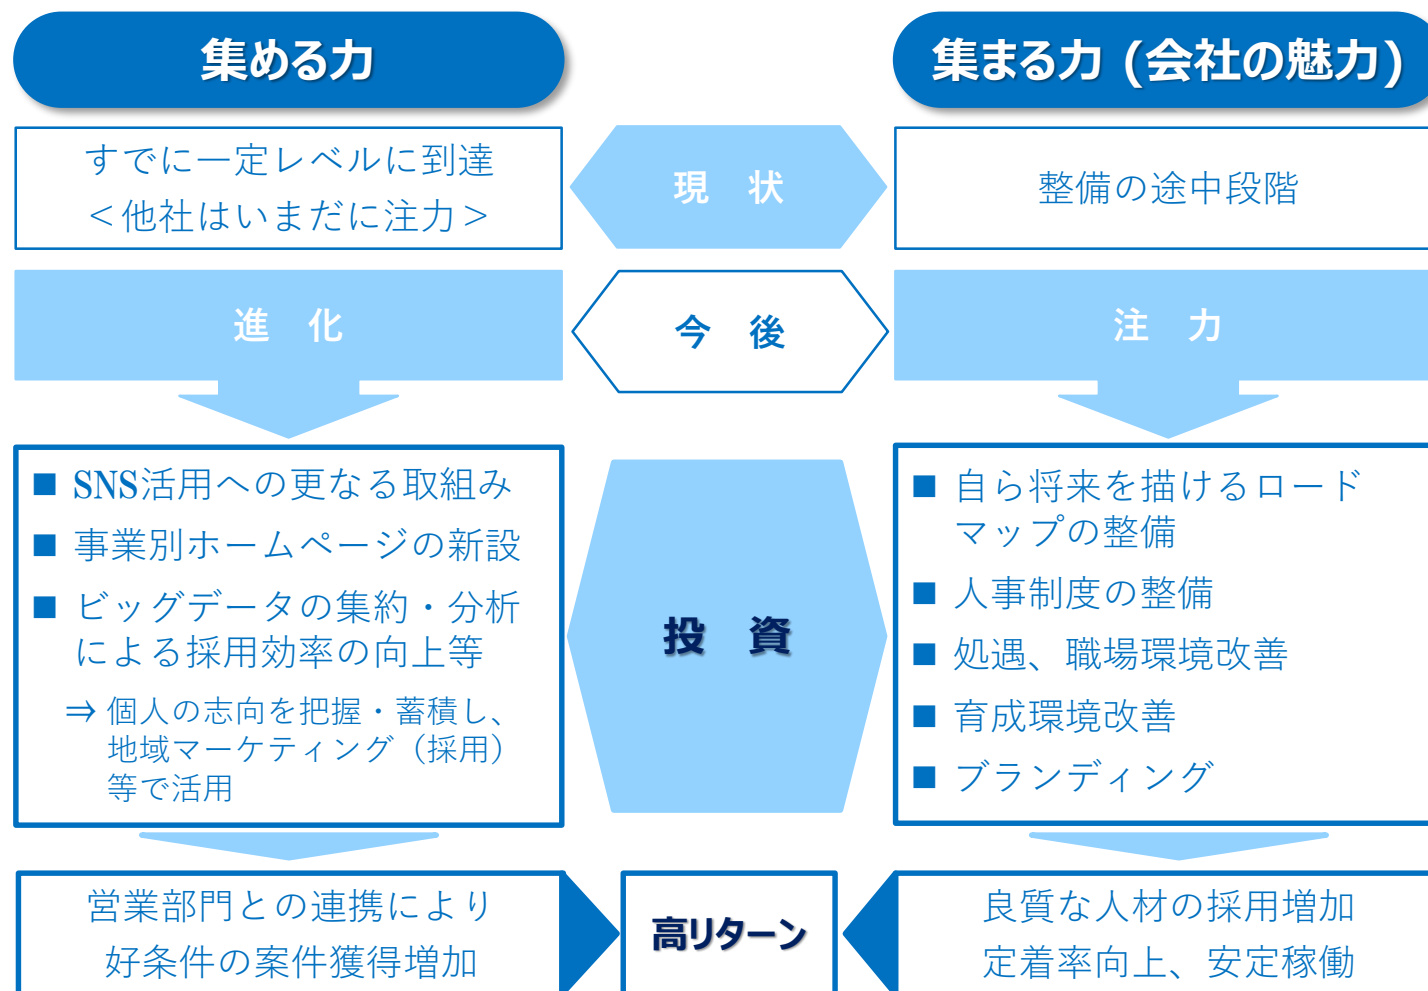 集める力
集まる力 (会社の魅力)
すでに一定レベルに到達
＜他社はいまだに注力＞
現 状
整備の途中段階
進 化
今 後
注 力
■ SNS活用への更なる取組み
■ 事業別ホームページの新設
■ ビッグデータの集約・分析
による採用効率の向上等
⇒ 個人の志向を把握・蓄積し、
地域マーケティング（採用）
等で活用
投 資
■ 自ら将来を描けるロード
マップの整備
■ 人事制度の整備
■ 処遇、職場環境改善
■ 育成環境改善
■ ブランディング
営業部門との連携により
好条件の案件獲得増加
高リターン
良質な人材の採用増加
定着率向上、安定稼働